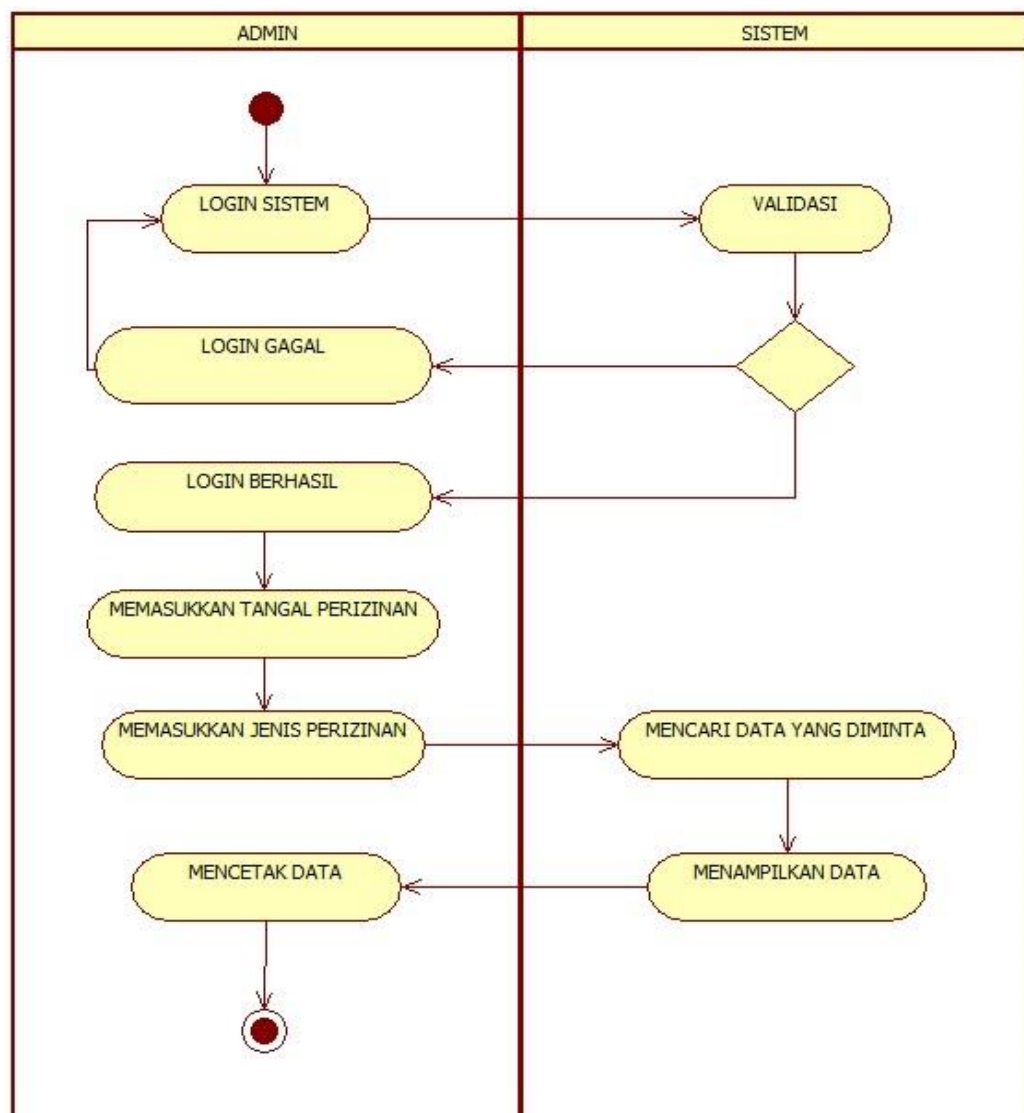 ADMIN
SISTEM
LOGIN SISTEM
VALIDASI
LOGIN GAGAL
LOGIN BERHASIL
MEMASUKKAN TANGAL PERIZINAN
MEMASUKKAN JENIS PERIZINAN
MENCARI DATA YANG DIMINTA
MENCETAK DATA
MENAMPILKAN DATA